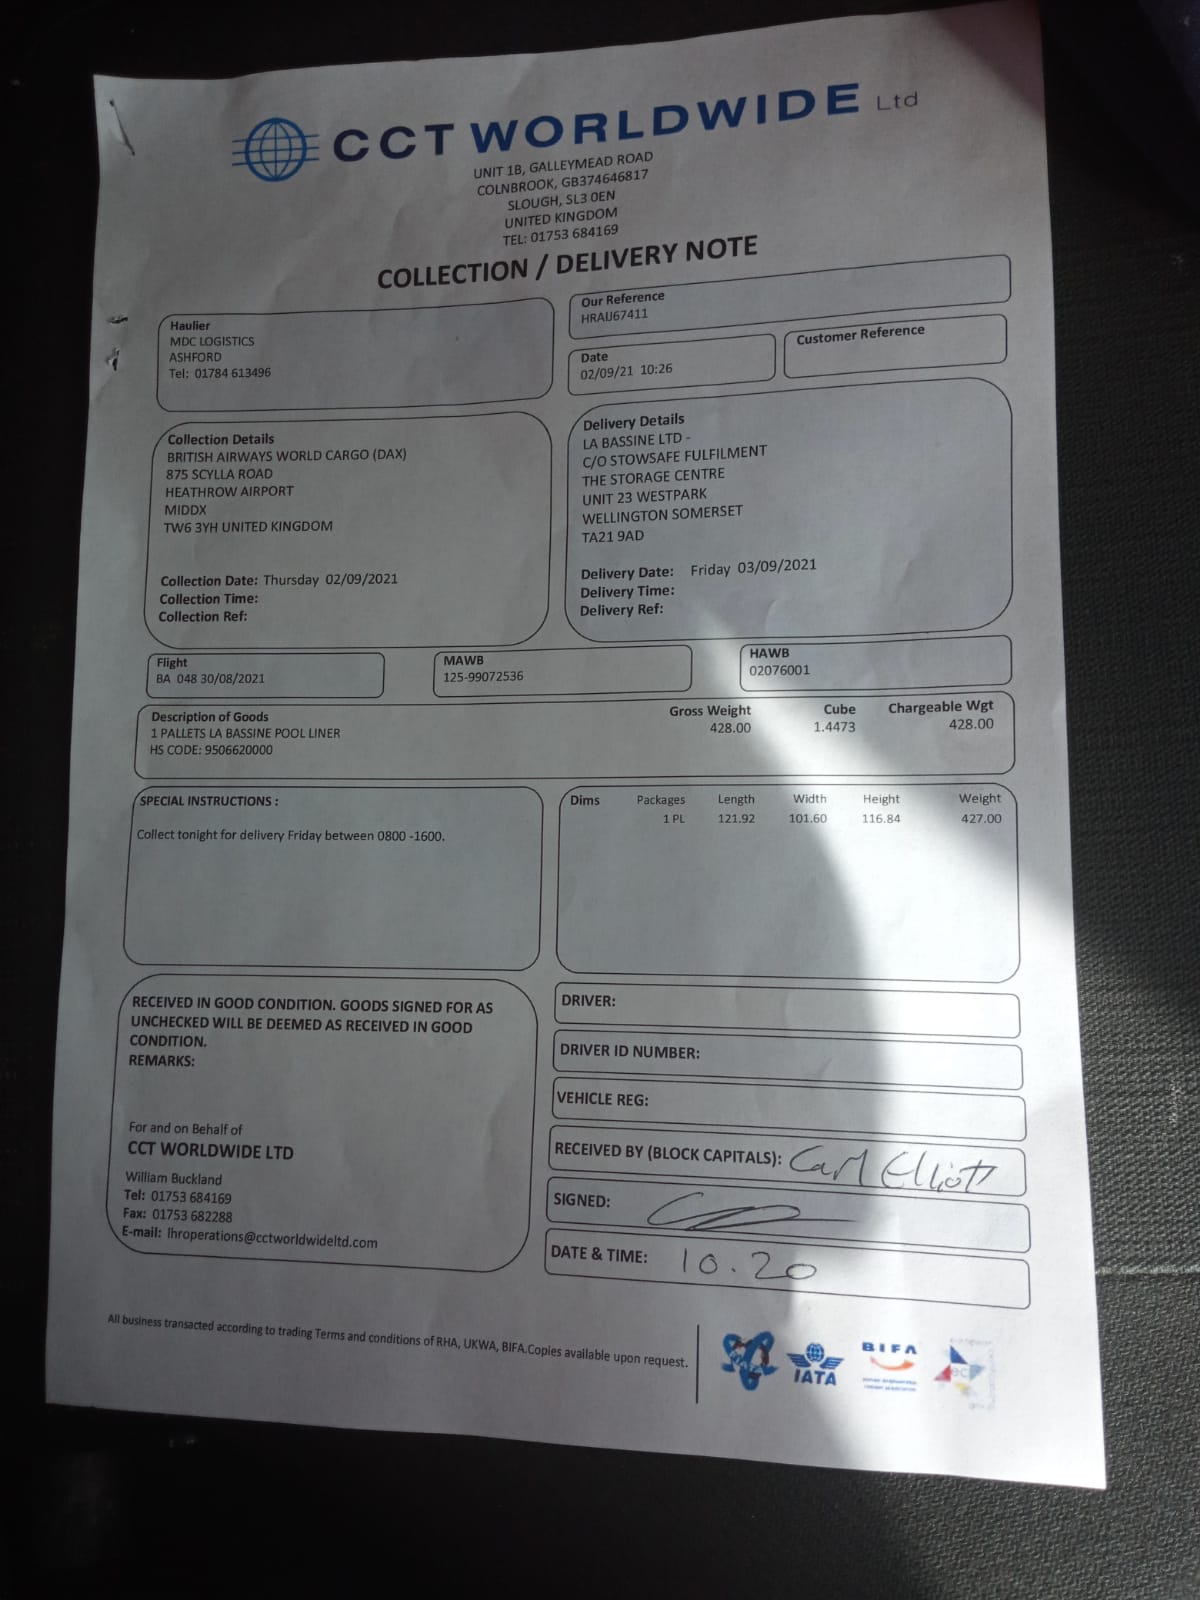 CCT WORLDWIDE Ltd
UNIT 1B, GALLEYMEAD ROAD
COLNBROOK, GB374646817
SLOUGH, SL3 0EN
UNITED KINGDOM
TEL: 01753 684169
COLLECTION / DELIVERY NOTE
Haulier
MDC LOGISTICS
ASHFORD
Tel: 01784 613496
Our Reference
HRAIJ67411
Date
02/09/21 10:26
Customer Reference
Collection Details
BRITISH AIRWAYS WORLD CARGO (DAX)
875 SCYLLA ROAD
HEATHROW AIRPORT
MIDDX
TW6 3YH UNITED KINGDOM
Collection Date: Thursday 02/09/2021
Collection Time:
Collection Ref:
Delivery Details
LA BASSINE LTD -
C/O STOWSAFE FULFILMENT
THE STORAGE CENTRE
UNIT 23 WESTPARK
WELLINGTON SOMERSET
TA21 9AD
Delivery Date: Friday 03/09/2021
Delivery Time:
Delivery Ref:
Flight
BA 048 30/08/2021
MAWB
125-99072536
HAWB
02076001
Description of Goods Gross Weight Cube Chargeable Wgt
1 PALLETS LA BASSINE POOL LINER 428.00 1.4473 428.00
HS CODE: 9506620000
SPECIAL INSTRUCTIONS :
Collect tonight for delivery Friday between 0800 -1600.
Dims Packages Length Width Height Weight
1 PL 121.92 101.60 116.84 427.00
RECEIVED IN GOOD CONDITION. GOODS SIGNED FOR AS
UNCHECKED WILL BE DEEMED AS RECEIVED IN GOOD
CONDITION.
REMARKS:
For and on Behalf of
CCT WORLDWIDE LTD
William Buckland
Tel: 01753 684169
Fax: 01753 682288
E-mail: lhroperations@cctworldwideltd.com
DRIVER:
DRIVER ID NUMBER:
VEHICLE REG:
RECEIVED BY (BLOCK CAPITALS): Carl Elliott
SIGNED:
DATE & TIME: 10.20
All business transacted according to trading Terms and conditions of RHA, UKWA, BIFA.Copies available upon request.
IATA
BIFA